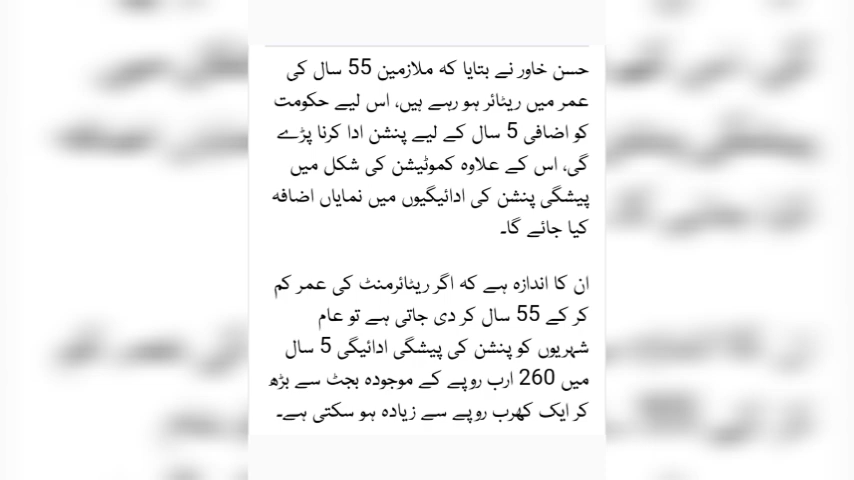 حسن خاور نے بتایا کہ ملازمین 55 سال کی
عمر میں ریٹائر ہو رہے ہیں، اس لیے حکومت
کو اضافی 5 سال کے لیے پنشن ادا کرنا پڑے
گی، اس کے علاوہ کموٹیشن کی شکل میں
پیشگی پنشن کی ادائیگیوں میں نمایاں اضافہ
کیا جائے گا۔
ان کا اندازہ ہے کہ اگر ریٹائرمنٹ کی عمر کم
کر کے 55 سال کر دی جاتی ہے تو عام
شہریوں کو پنشن کی پیشگی ادائیگی 5 سال
میں 260 ارب روپے کے موجودہ بجٹ سے بڑھ
کر ایک کھرب روپے سے زیادہ ہو سکتی ہے۔